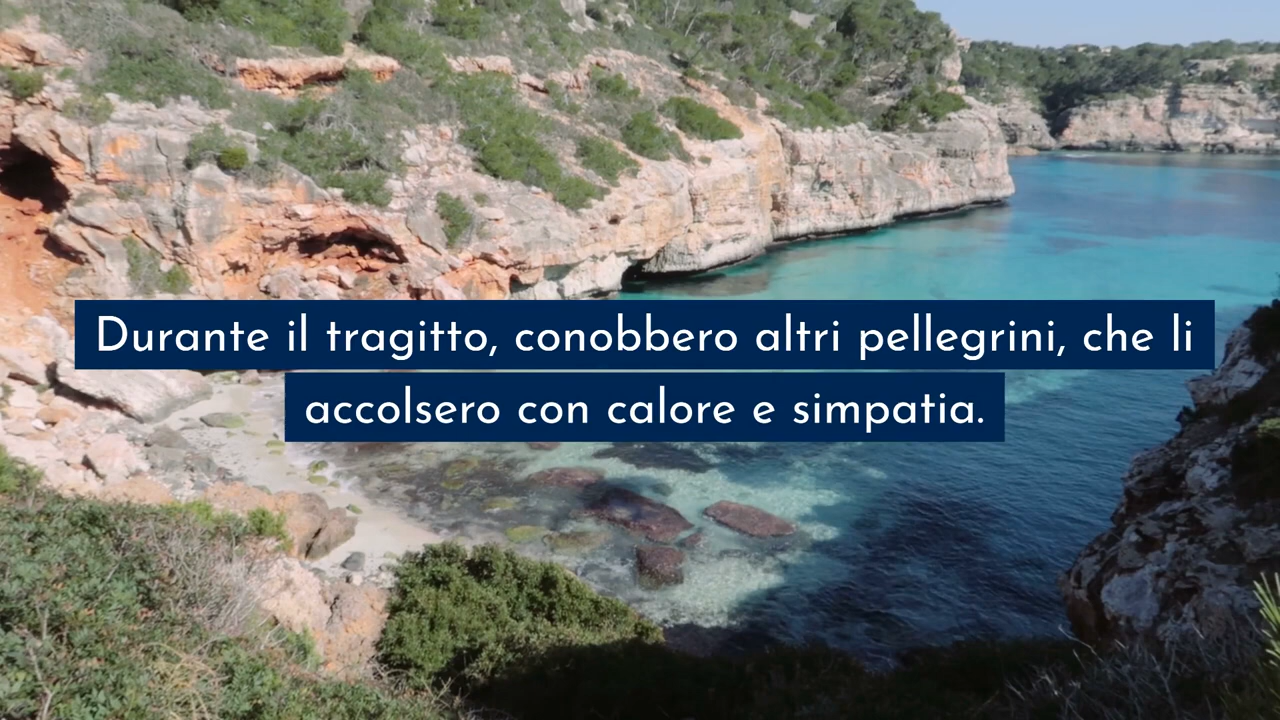 Durante il tragitto, conobbero altri pellegrini, che li
accolsero con calore e simpatia.